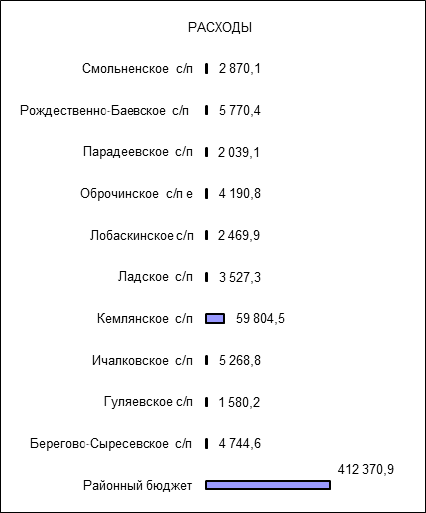 РАСХОДЫ
Смольненское с/п 2 870,1
Рождественно-Баевское с/п 5 770,4
Парадеевское с/п 2 039,1
Оброчинское с/п е 4 190,8
Лобаскинское с/п 2 469,9
Ладское с/п 3 527,3
Кемлянское с/п 59 804,5
Ичалковское с/п 5 268,8
Гуляевское с/п 1 580,2
Берегово-Сыресевское с/п 4 744,6
Районный бюджет 412 370,9